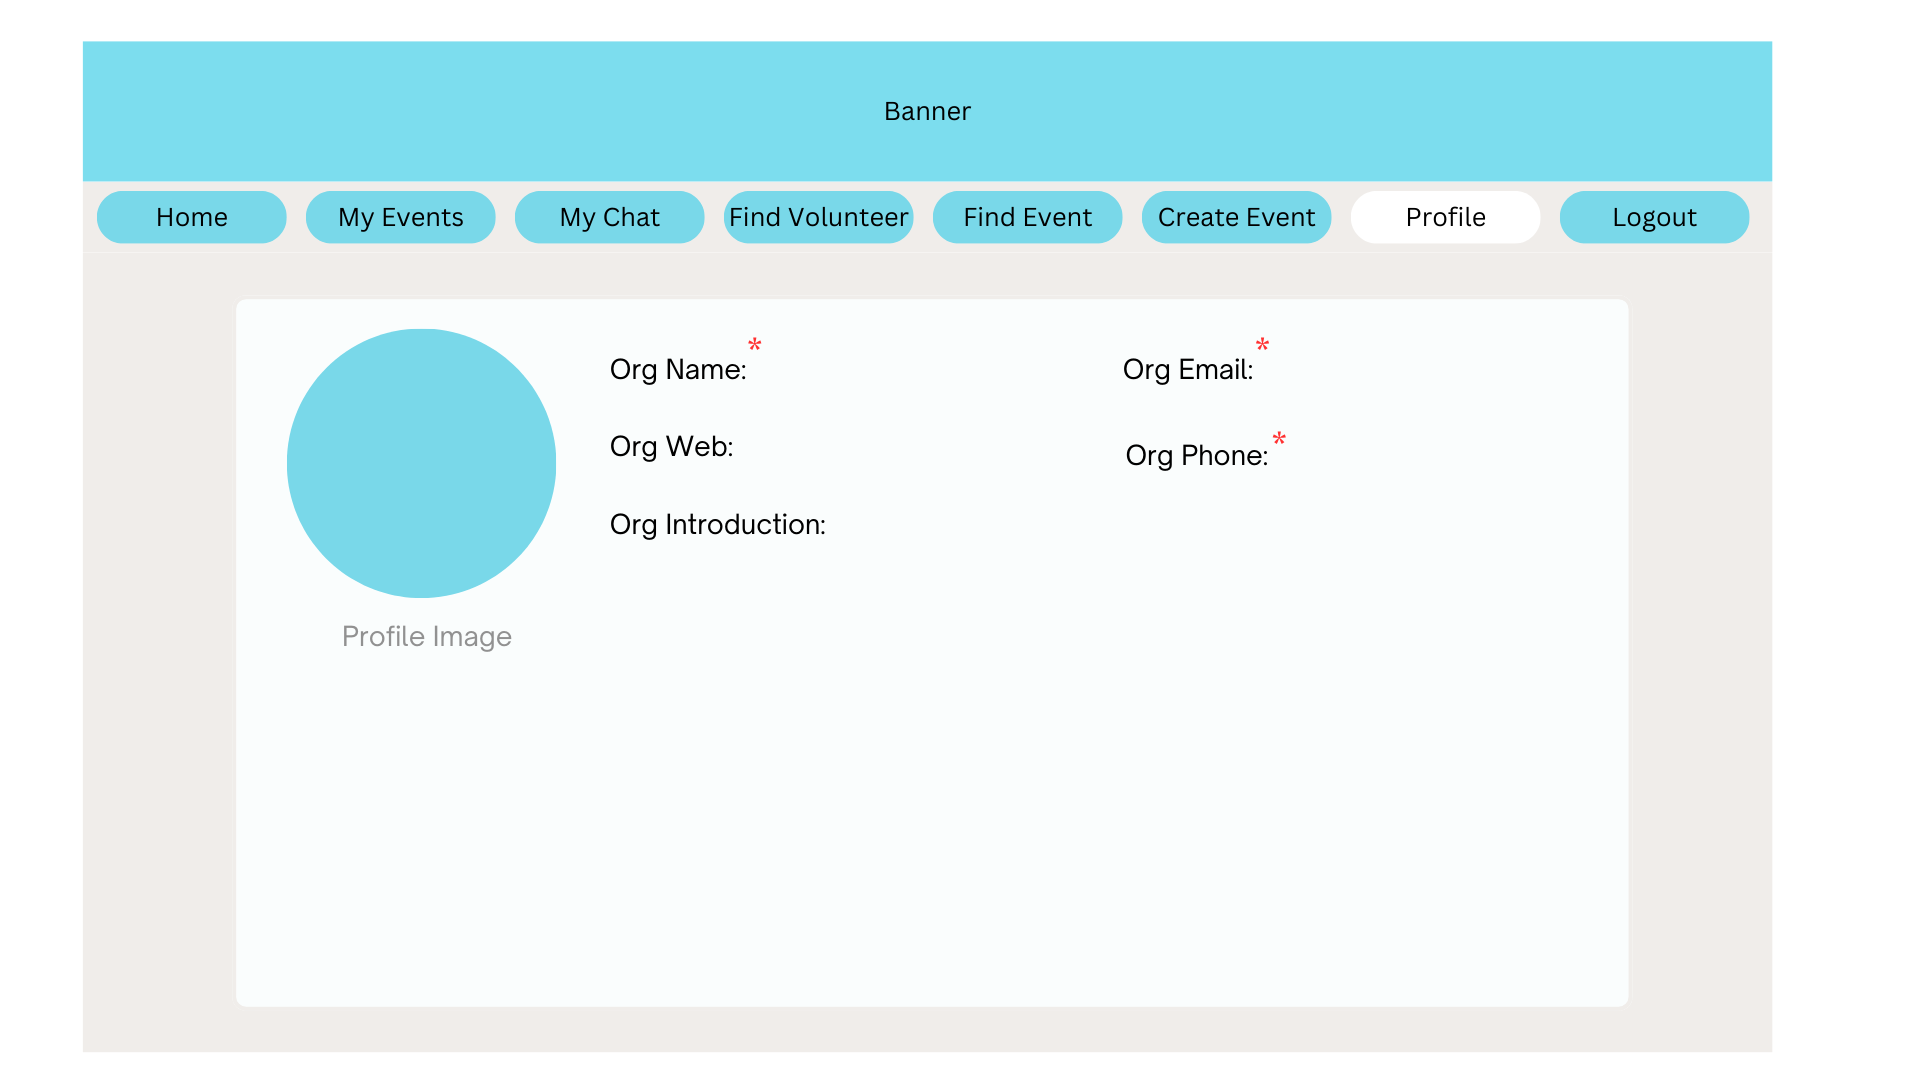 Banner
Home
My Events
My Chat
Find Volunteer
Find Event
Create Event
Profile
Logout
Org Name:*
Org Email:*
Org Web:
Org Phone:*
Org Introduction:
Profile Image